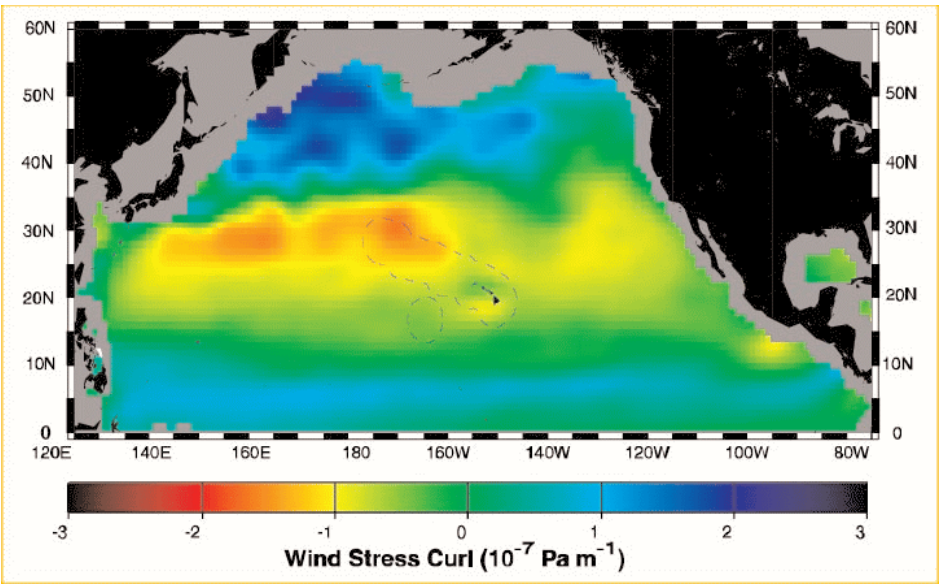 60N 60N
50N 50N
40N 40N
30N 30N
20N 20N
10N 10N
0 0
120E 140E 160E 180 160W 140W 120W 100W 80W
-3 -2 -1 0 1 2 3
Wind Stress Curl (10⁻⁷ Pa m⁻¹)